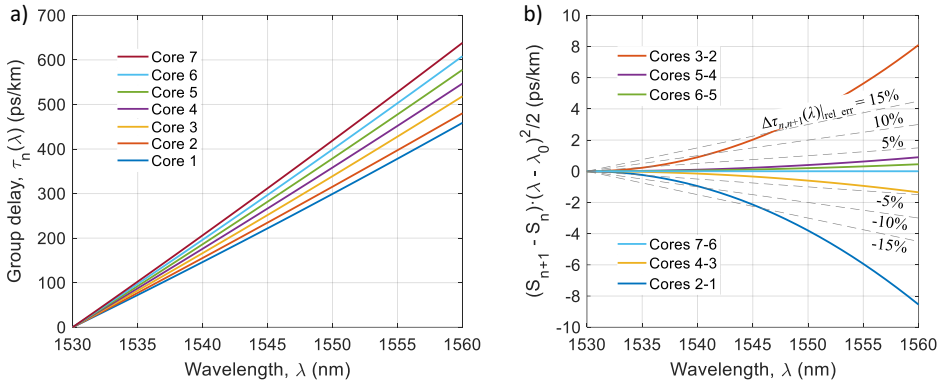 a)
700
600
500
400
300
200
100
0
Group delay, τn(λ) (ps/km)
Core 7
Core 6
Core 5
Core 4
Core 3
Core 2
Core 1
1530 1535 1540 1545 1550 1555 1560
Wavelength, λ (nm)
b)
10
8
6
4
2
0
-2
-4
-6
-8
-10
(Sn+1 - Sn)·(λ - λ0)²/2 (ps/km)
Cores 3-2
Cores 5-4
Cores 6-5
Δτn,n+1(λ)|rel_err = 15%
10%
5%
-5%
-10%
-15%
Cores 7-6
Cores 4-3
Cores 2-1
1530 1535 1540 1545 1550 1555 1560
Wavelength, λ (nm)